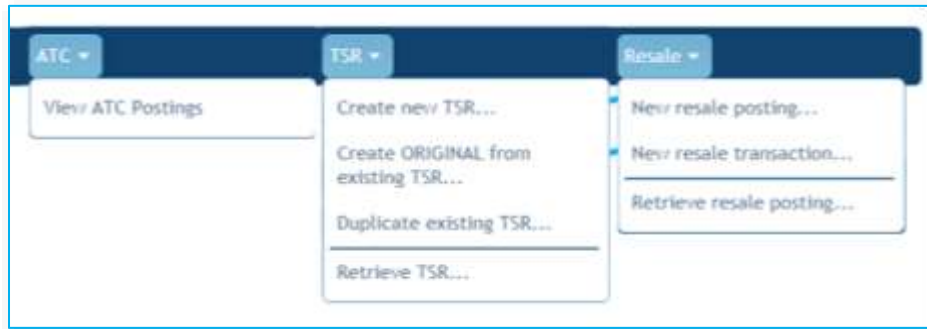 ATC
View ATC Postings
TSR
Create new TSR...
Create ORIGINAL from
existing TSR...
Duplicate existing TSR...
Retrieve TSR...
Resale
New resale posting...
New resale transaction...
Retrieve resale posting...